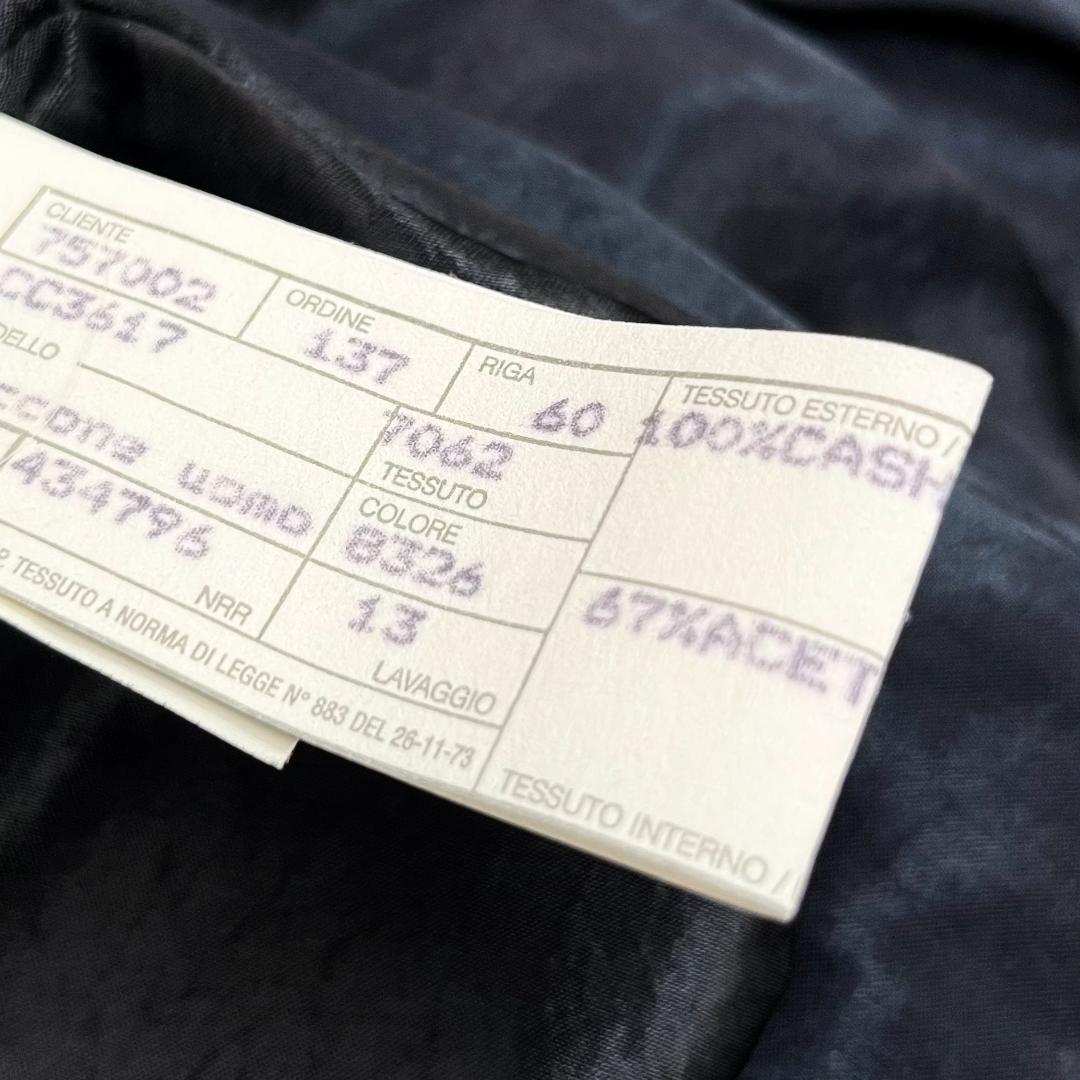 CLIENTE
757002
ORDINE
137
RIGA
60
TESSUTO ESTERNO /
100%CASH
CC3617
DELLO
7062
TESSUTO
ccone uomo
COLORE
8326
434796
NRR
13
LAVAGGIO
67%ACET
TESSUTO A NORMA DI LEGGE N° 883 DEL 26-11-73
TESSUTO INTERNO /